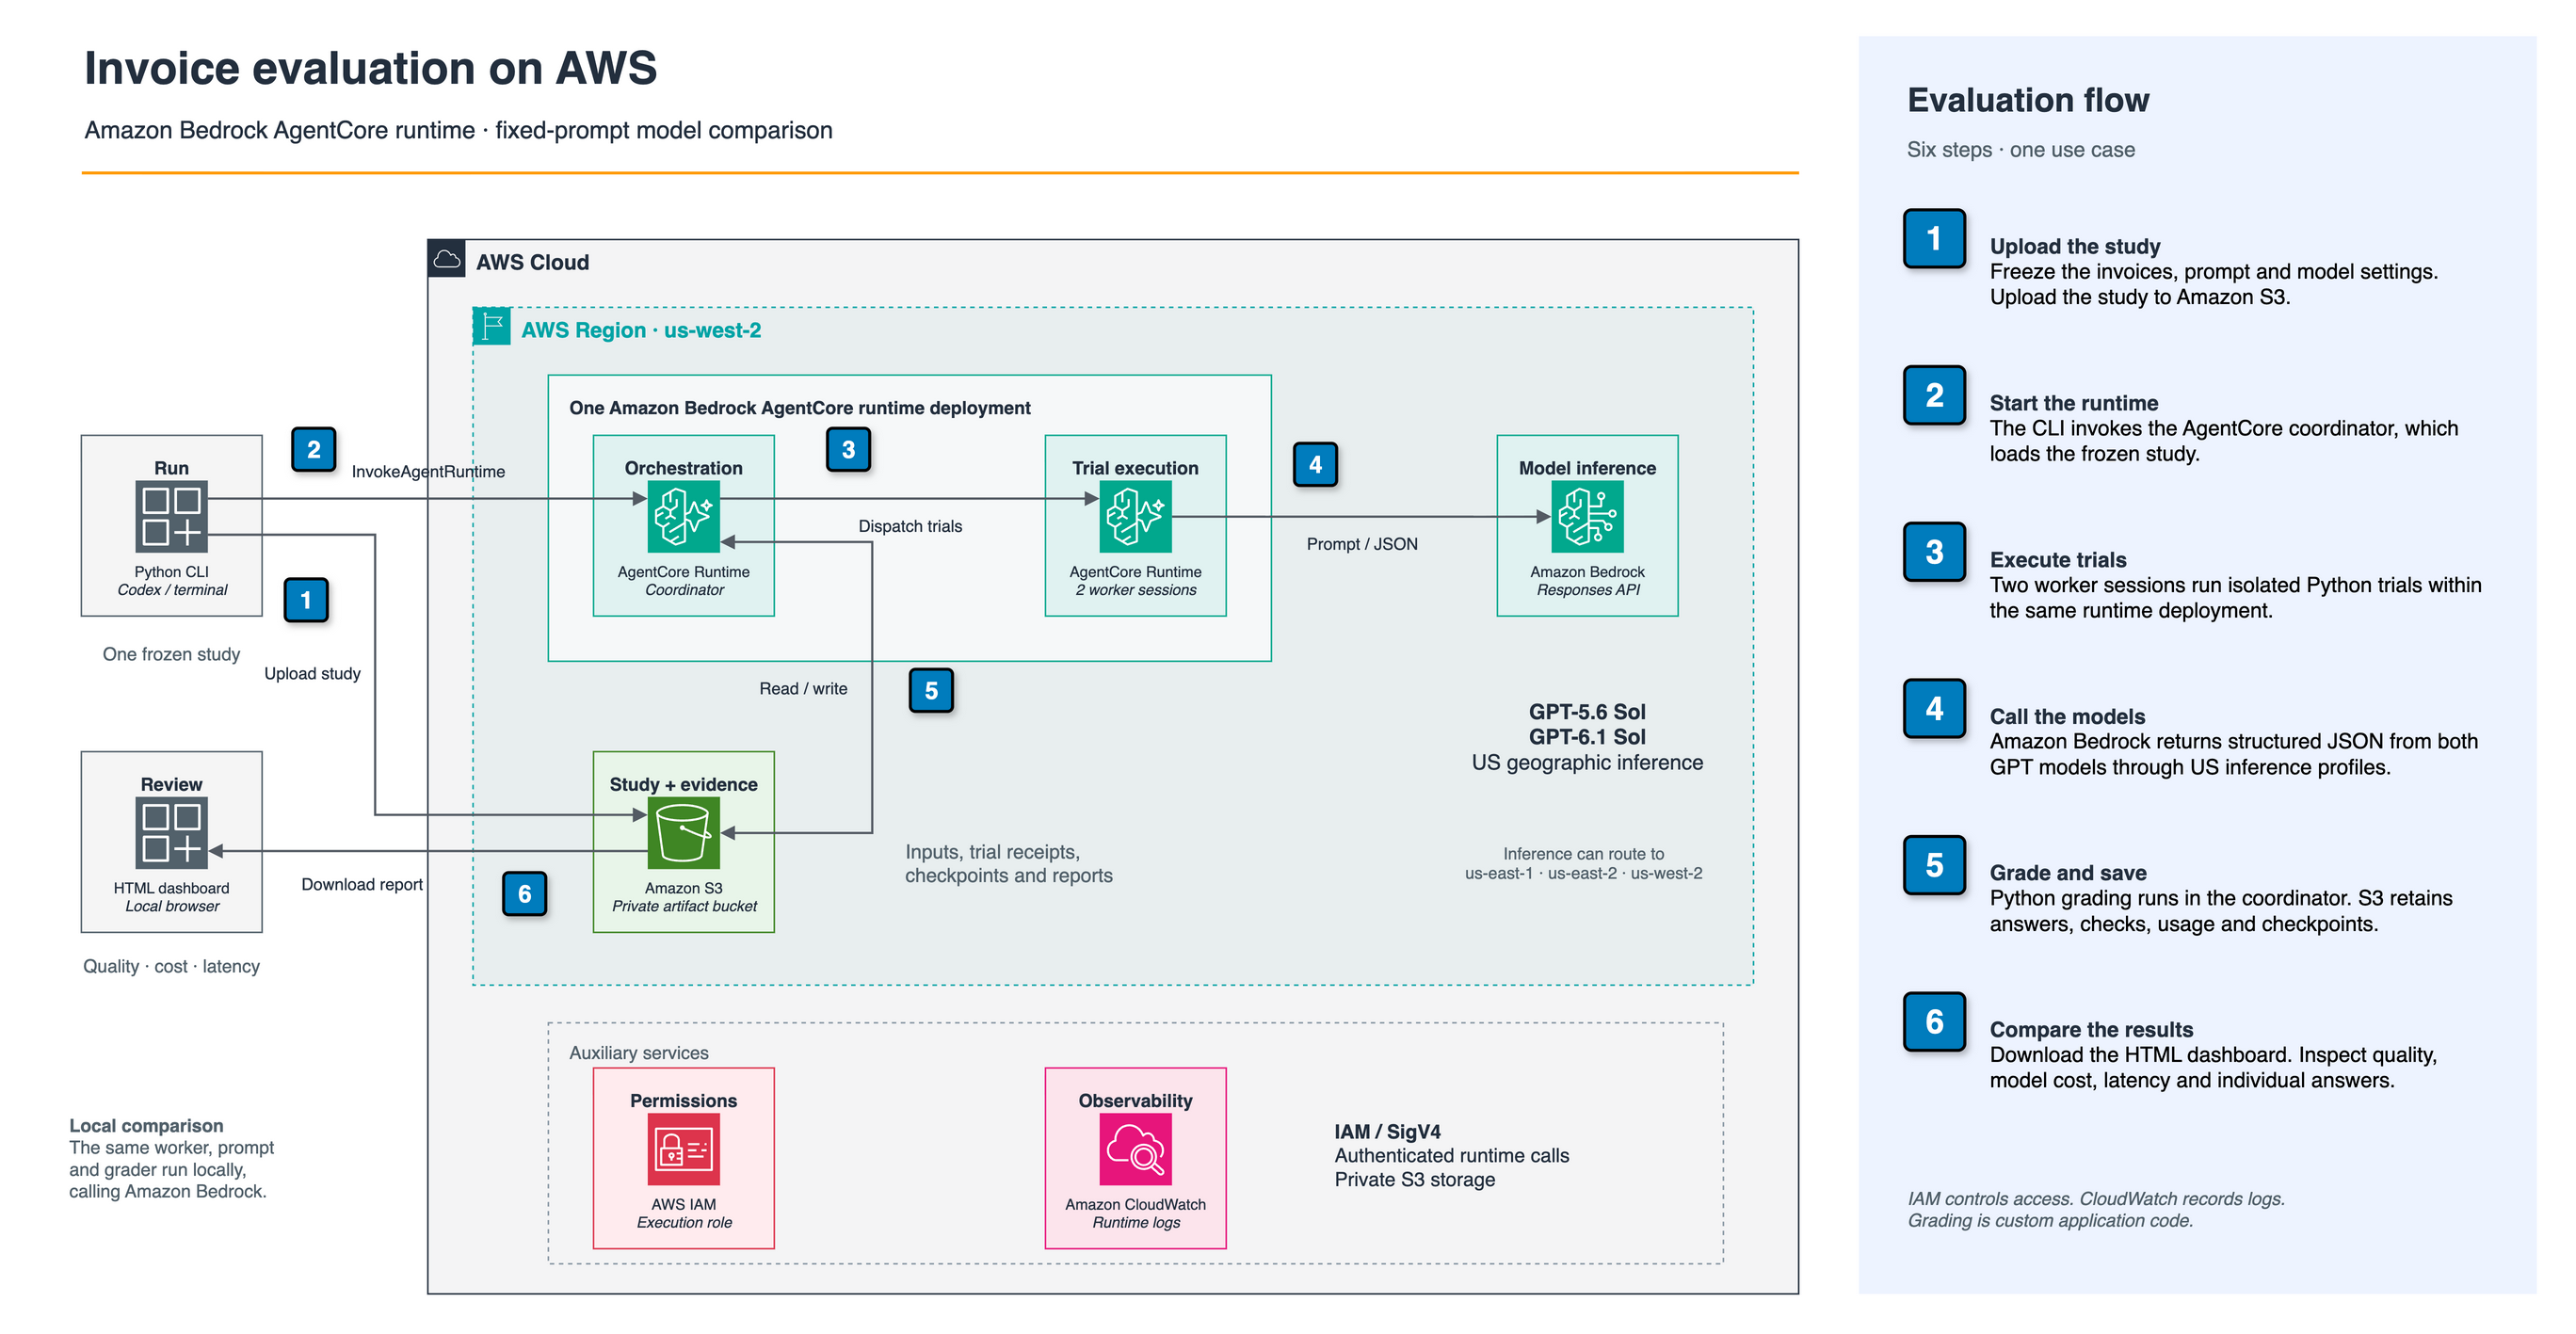 Invoice evaluation on AWS
Amazon Bedrock AgentCore runtime · fixed-prompt model comparison
AWS Cloud
AWS Region · us-west-2
One Amazon Bedrock AgentCore runtime deployment
Run
Python CLI
Codex / terminal
One frozen study
2
InvokeAgentRuntime
1
Upload study
Orchestration
AgentCore Runtime
Coordinator
3
Dispatch trials
Trial execution
AgentCore Runtime
2 worker sessions
4
Prompt / JSON
Model inference
Amazon Bedrock
Responses API
Read / write
5
GPT-5.6 Sol
GPT-6.1 Sol
US geographic inference
Inference can route to
us-east-1 · us-east-2 · us-west-2
Review
HTML dashboard
Local browser
Quality · cost · latency
Download report
6
Study + evidence
Amazon S3
Private artifact bucket
Inputs, trial receipts,
checkpoints and reports
Auxiliary services
Permissions
AWS IAM
Execution role
Observability
Amazon CloudWatch
Runtime logs
IAM / SigV4
Authenticated runtime calls
Private S3 storage
Local comparison
The same worker, prompt
and grader run locally,
calling Amazon Bedrock.
Evaluation flow
Six steps · one use case
1
Upload the study
Freeze the invoices, prompt and model settings.
Upload the study to Amazon S3.
2
Start the runtime
The CLI invokes the AgentCore coordinator, which
loads the frozen study.
3
Execute trials
Two worker sessions run isolated Python trials within
the same runtime deployment.
4
Call the models
Amazon Bedrock returns structured JSON from both
GPT models through US inference profiles.
5
Grade and save
Python grading runs in the coordinator. S3 retains
answers, checks, usage and checkpoints.
6
Compare the results
Download the HTML dashboard. Inspect quality,
model cost, latency and individual answers.
IAM controls access. CloudWatch records logs.
Grading is custom application code.